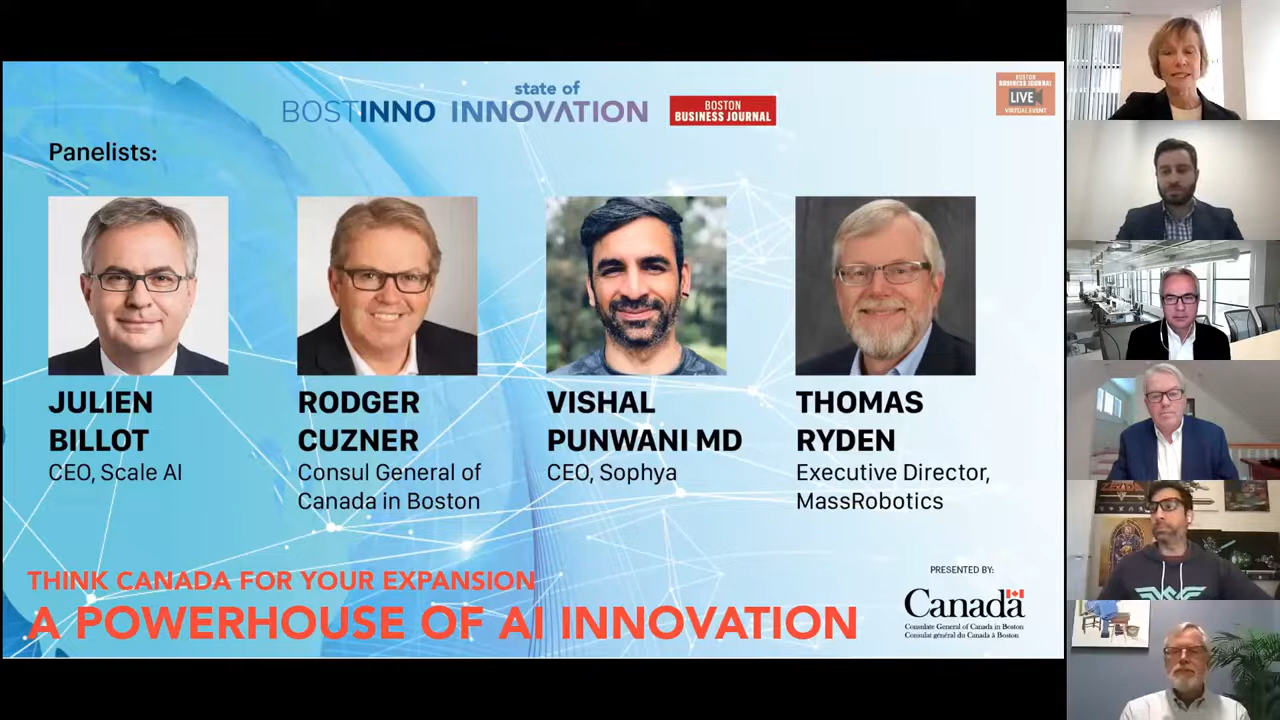 state of
BOSTINNO INNOVATION
BOSTON
BUSINESS JOURNAL
BOSTON
BUSINESS JOURNAL
LIVE
VIRTUAL EVENT
Panelists:
JULIEN
BILLOT
CEO, Scale AI
RODGER
CUZNER
Consul General of
Canada in Boston
VISHAL
PUNWANI MD
CEO, Sophya
THOMAS
RYDEN
Executive Director,
MassRobotics
THINK CANADA FOR YOUR EXPANSION
A POWERHOUSE OF AI INNOVATION
PRESENTED BY:
Canada
Consulate General of Canada in Boston
Consulat général du Canada à Boston